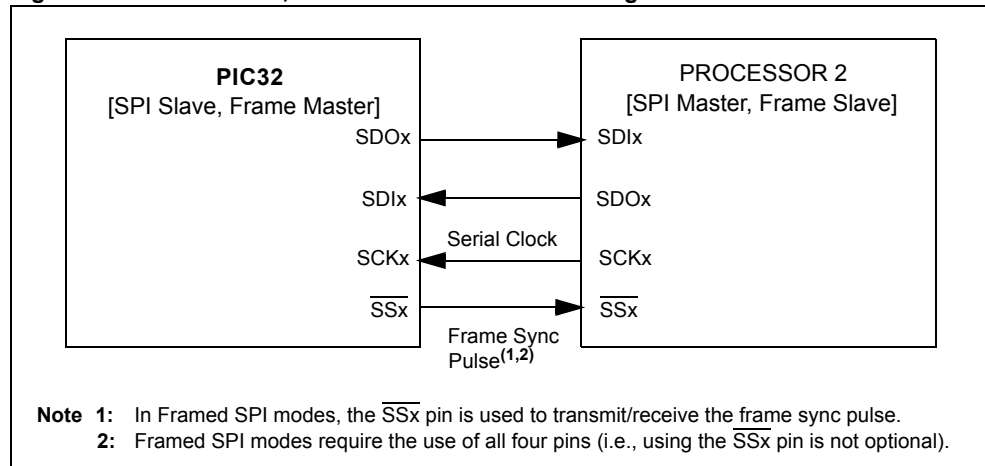 PIC32
[SPI Slave, Frame Master]
PROCESSOR 2
[SPI Master, Frame Slave]
SDOx
SDIx
SDIx
SDOx
Serial Clock
SCKx
SCKx
SSx
SSx
Frame Sync
Pulse(1,2)
Note 1: In Framed SPI modes, the SSx pin is used to transmit/receive the frame sync pulse.
2: Framed SPI modes require the use of all four pins (i.e., using the SSx pin is not optional).